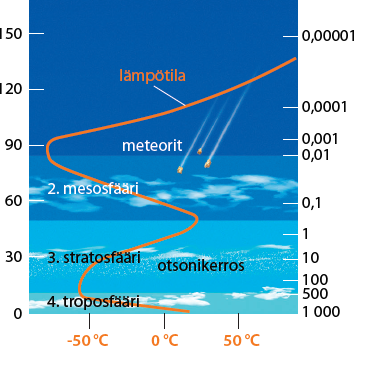 150
0,00001
lämpötila
120
0,0001
0,001
meteorit
90
0,01
2. mesosfääri
60
0,1
1
3. stratosfääri
30
10
otsonikerros
100
500
4. troposfääri
0
1 000
-50 °C
0 °C
50 °C